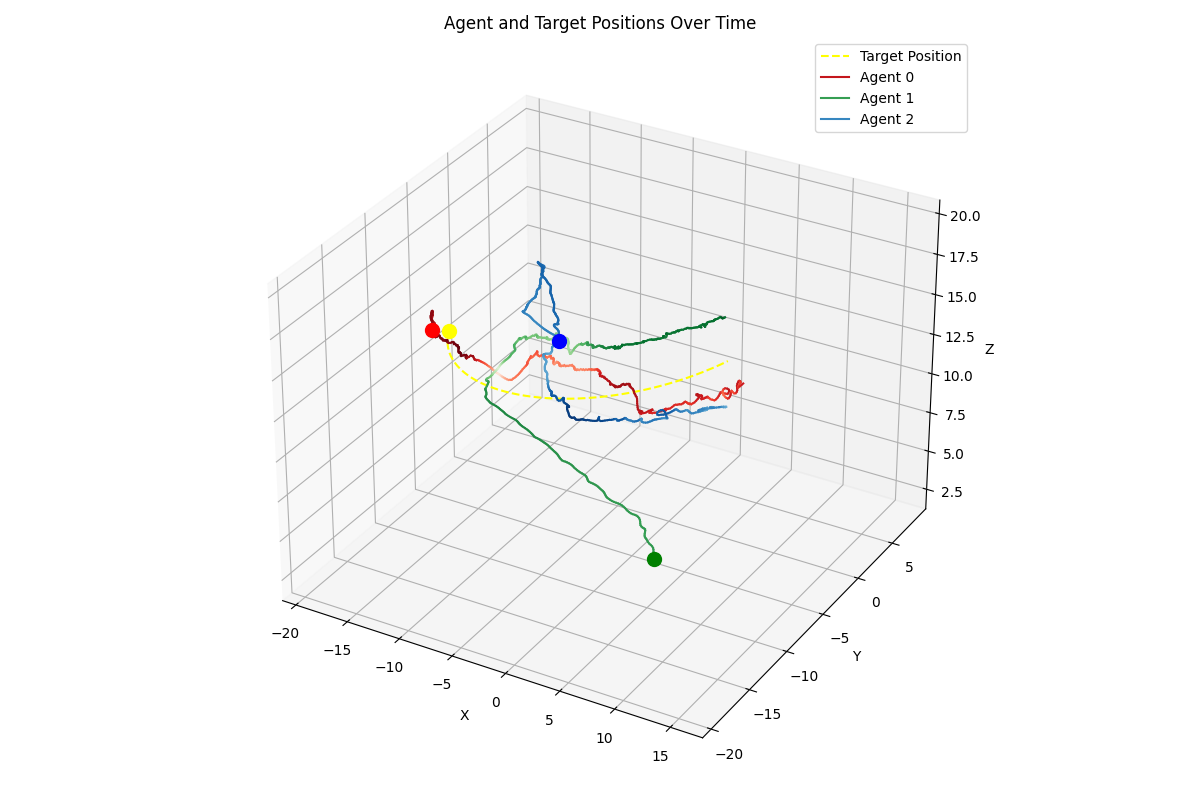 Agent and Target Positions Over Time
Target Position
Agent 0
Agent 1
Agent 2
20.0
17.5
15.0
12.5
10.0
7.5
5.0
2.5
Z
−20
−15
−10
−5
0
5
10
15
X
−20
−15
−10
−5
0
5
Y